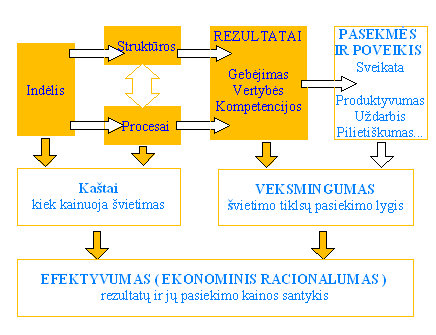 Indėlis
Struktūros
Procesai
REZULTATAI
Gebėjimas
Vertybės
Kompetencijos
PASEKMĖS
IR POVEIKIS
Sveikata
Produktyvumas
Uždarbis
Pilietiškumas...
Kaštai
kiek kainuoja švietimas
VEKSMINGUMAS
švietimo tikslų pasiekimo lygis
EFEKTYVUMAS ( EKONOMINIS RACIONALUMAS )
rezultatų ir jų pasiekimo kainos santykis